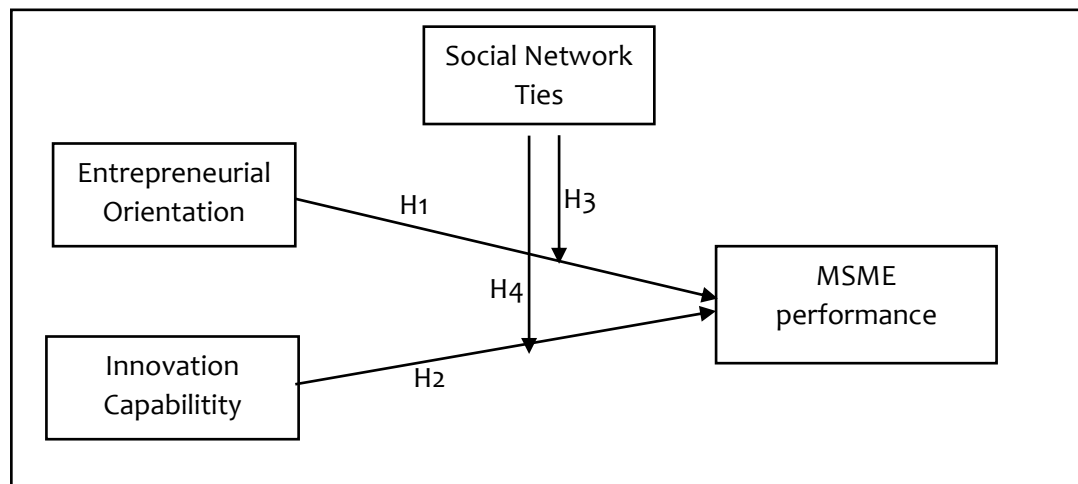 Social Network
Ties
Entrepreneurial
Orientation
H1
H3
MSME
performance
H4
Innovation
Capabilitity
H2